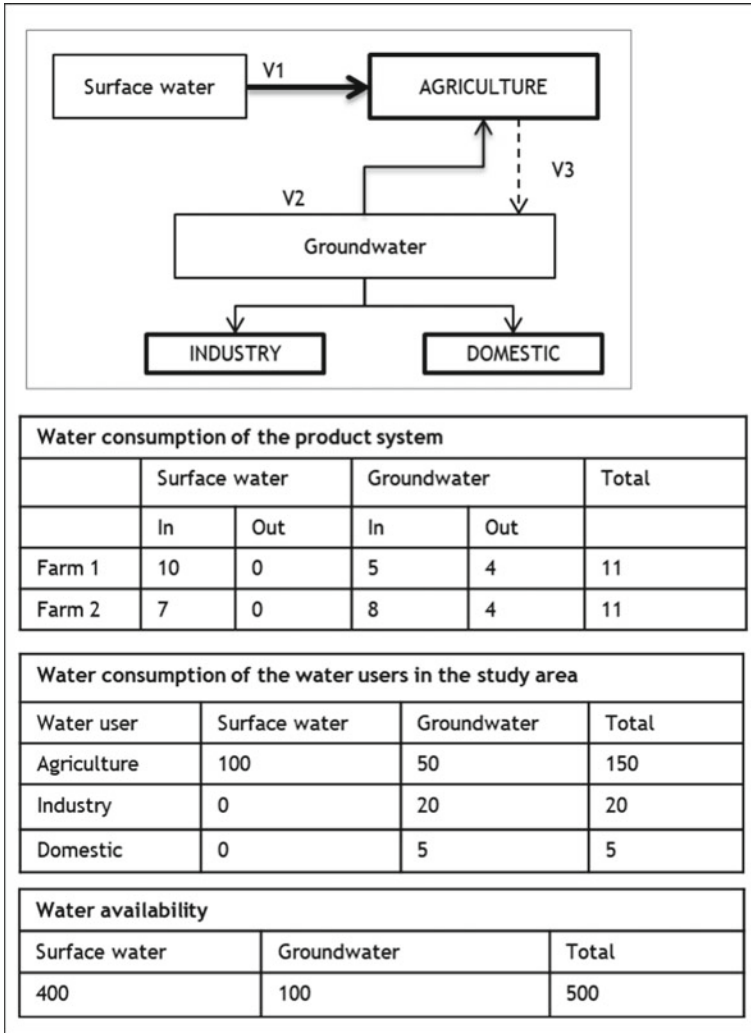 Surface water V1 AGRICULTURE
V3
V2
Groundwater
INDUSTRY DOMESTIC
Water consumption of the product system
Surface water Groundwater Total
In Out In Out
Farm 1 10 0 5 4 11
Farm 2 7 0 8 4 11
Water consumption of the water users in the study area
Water user Surface water Groundwater Total
Agriculture 100 50 150
Industry 0 20 20
Domestic 0 5 5
Water availability
Surface water Groundwater Total
400 100 500